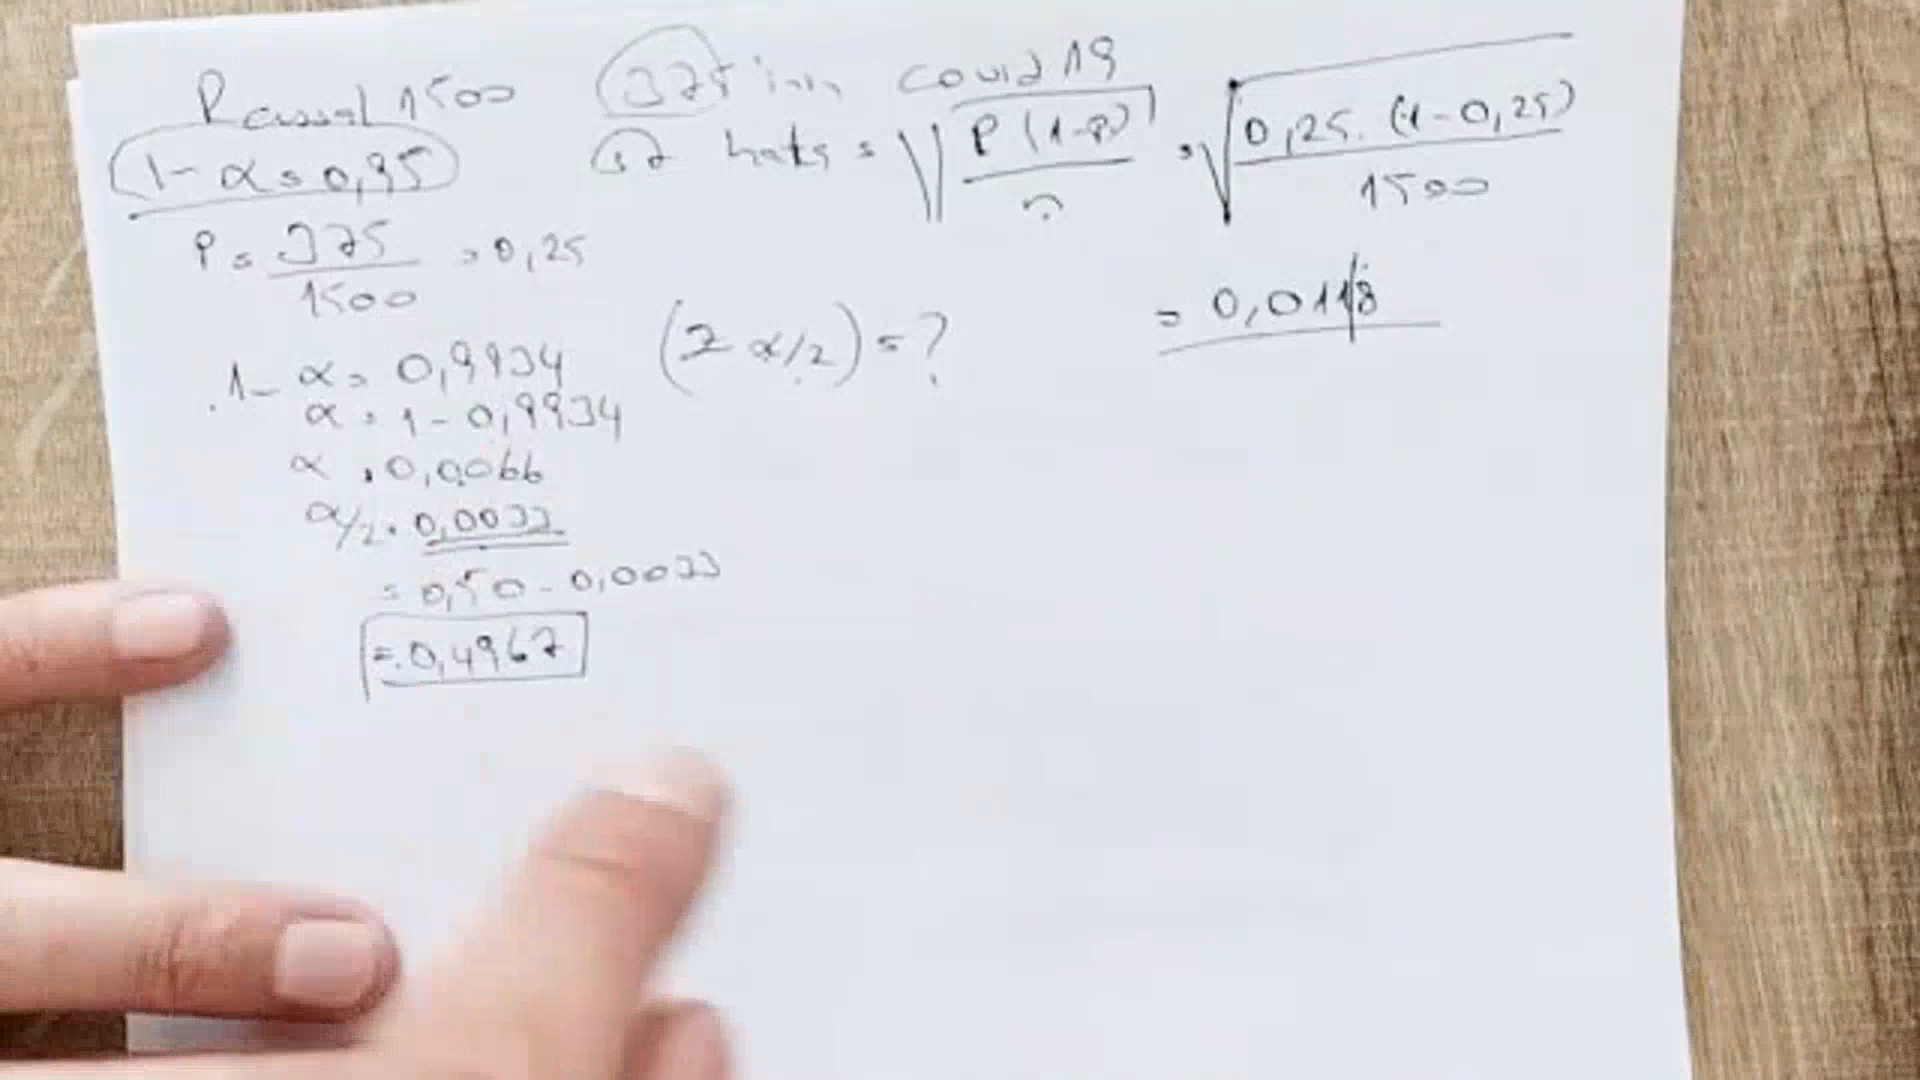 1500 375 covid 19
1-α=0,95
hata = √ P(1-P) / n = √ 0,25.(1-0,25) / 1500
P = 375 / 1500 = 0,25
= 0,0118
1-α= 0,9934 (Z α/2) = ?
α = 1-0,9934
α = 0,0066
α/2 = 0,0033
= 0,50 - 0,0033
= 0,4967